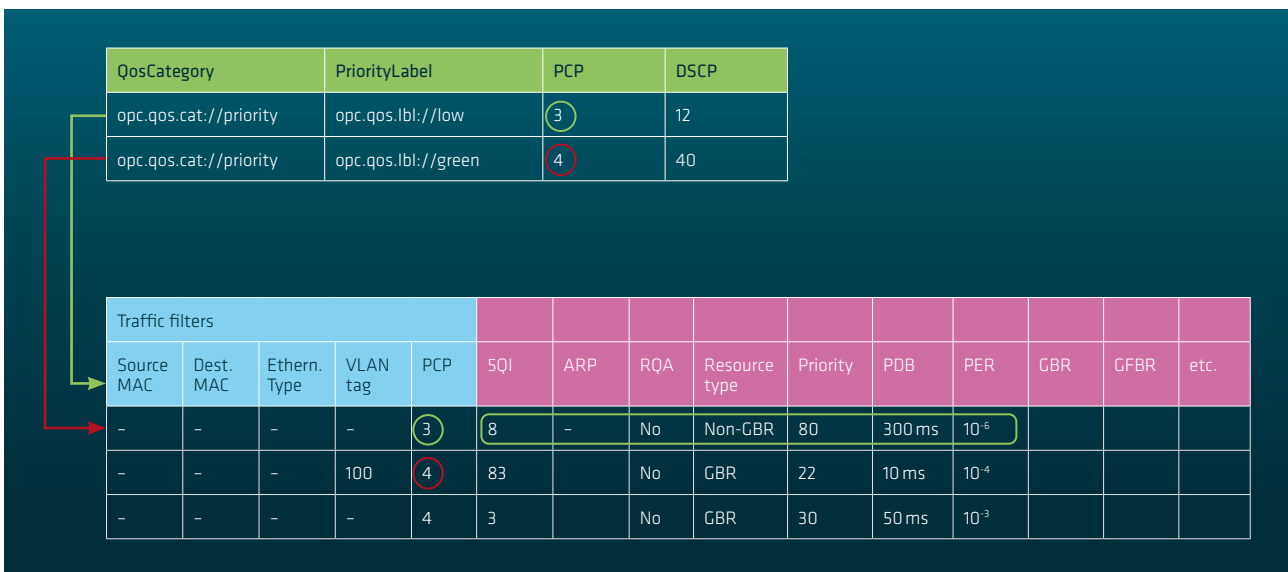 QosCategory PriorityLabel PCP DSCP
opc.qos.cat://priority opc.qos.lbl://low 3 12
opc.qos.cat://priority opc.qos.lbl://green 4 40
Traffic filters
Source MAC Dest. MAC Ethern. Type VLAN tag PCP 5QI ARP RQA Resource type Priority PDB PER GBR GFBR etc.
– – – – 3 8 – No Non-GBR 80 300 ms 10⁻⁶
– – – 100 4 83 No GBR 22 10 ms 10⁻⁴
– – – – 4 3 No GBR 30 50 ms 10⁻³